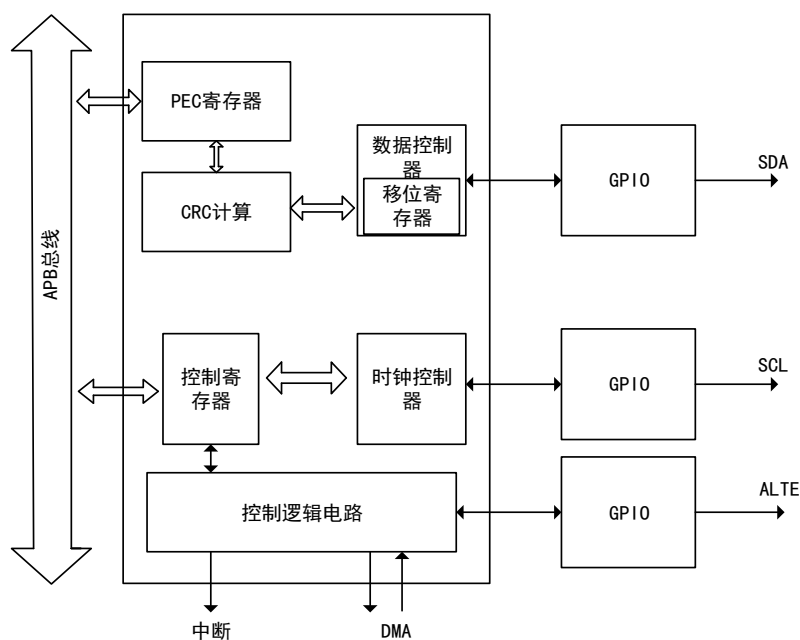 PEC寄存器
数据控制
器
移位寄
存器
GPIO
SDA
CRC计算
APB总线
控制寄
存器
时钟控制
器
GPIO
SCL
控制逻辑电路
GPIO
ALTE
中断
DMA